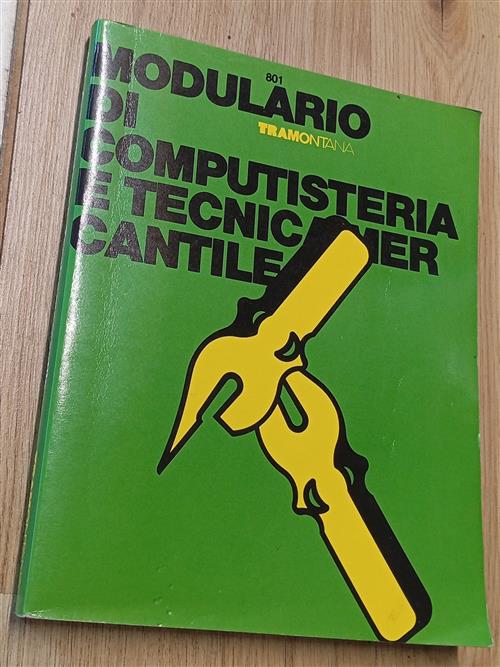 801
MODULARIO
TRAMONTANA
DI
COMPUTISTERIA
E TECNICA MER
CANTILE